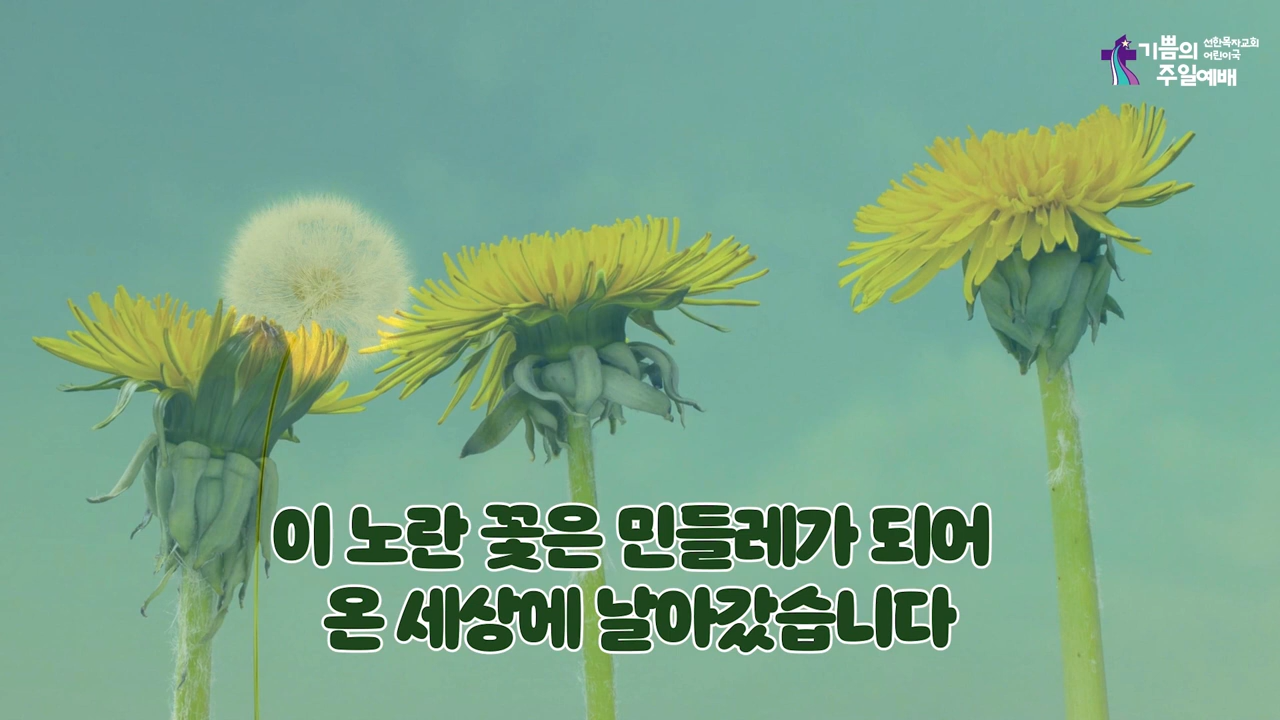 기쁨의
선한목자교회
어린이국
주일예배
이 노란 꽃은 민들레가 되어
온 세상에 날아갔습니다